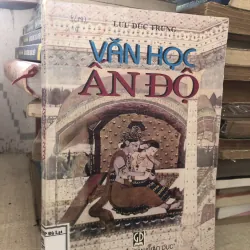 LƯU ĐỨC TRUNG
VĂN HỌC
ẤN ĐỘ